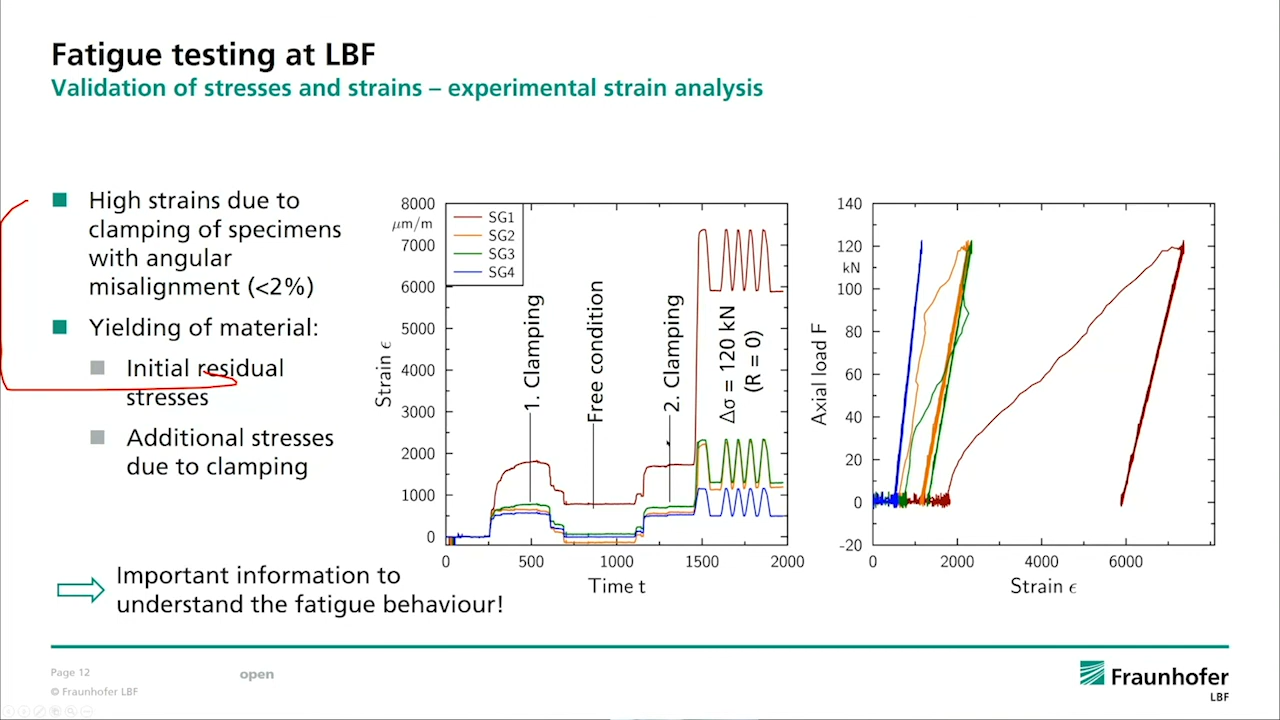 Fatigue testing at LBF
Validation of stresses and strains – experimental strain analysis
High strains due to
clamping of specimens
with angular
misalignment (<2%)
Yielding of material:
Initial residual
stresses
Additional stresses
due to clamping
Important information to
understand the fatigue behaviour!
8000
μm/m
7000
6000
5000
4000
3000
2000
1000
0
Strain ϵ
SG1
SG2
SG3
SG4
1. Clamping
Free condition
2. Clamping
Δσ = 120 kN
(R = 0)
0
500
1000
1500
2000
Time t
140
120
kN
100
80
60
40
20
0
-20
Axial load F
0
2000
4000
6000
Strain ϵ
Page 12
open
© Fraunhofer LBF
Fraunhofer
LBF